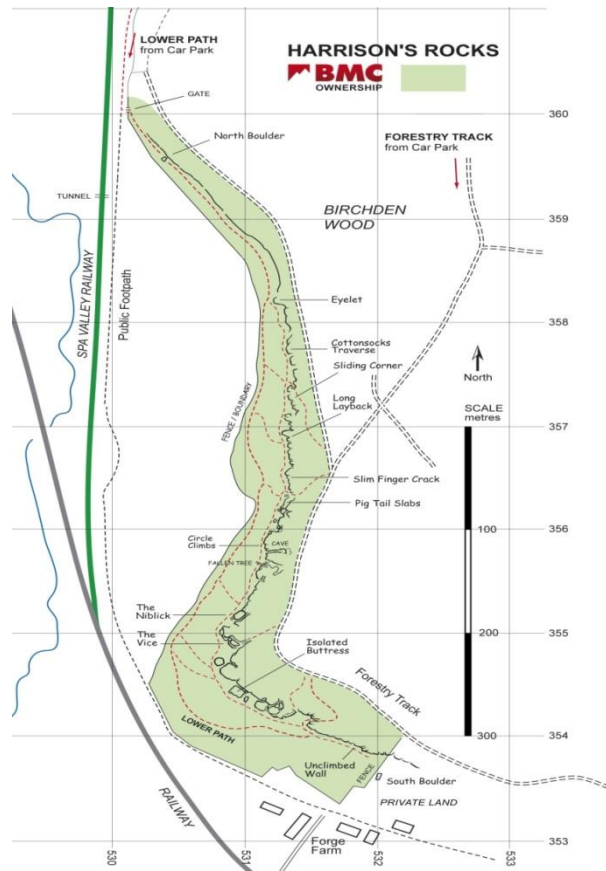 LOWER PATH
from Car Park
HARRISON'S ROCKS
BMC
OWNERSHIP
GATE
360
North Boulder
FORESTRY TRACK
from Car Park
TUNNEL
BIRCHDEN
WOOD
359
SPA VALLEY RAILWAY
Public Footpath
Eyelet
358
Cottonsocks
Traverse
Sliding Corner
North
Long
Layback
SCALE
metres
FENCE / BOUNDARY
357
Slim Finger Crack
Pig Tail Slabs
100
356
Circle
Climbs
CAVE
FALLEN TREE
The
Niblick
The
Vice
Isolated
Buttress
200
355
Forestry Track
LOWER PATH
300
354
Unclimbed
Wall
FENCE
South Boulder
PRIVATE LAND
RAILWAY
Forge
Farm
353
530
531
532
533